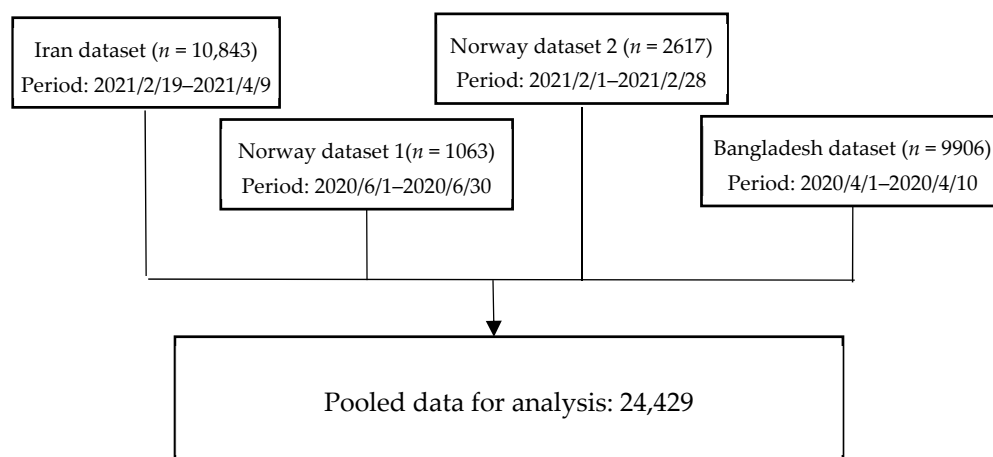 Iran dataset (n = 10,843)
Period: 2021/2/19–2021/4/9
Norway dataset 2 (n = 2617)
Period: 2021/2/1–2021/2/28
Norway dataset 1(n = 1063)
Period: 2020/6/1–2020/6/30
Bangladesh dataset (n = 9906)
Period: 2020/4/1–2020/4/10
Pooled data for analysis: 24,429